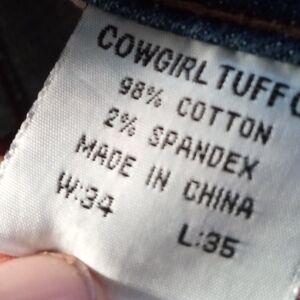 COWGIRL TUFF
98% COTTON
2% SPANDEX
MADE IN CHINA
W:34 L:35